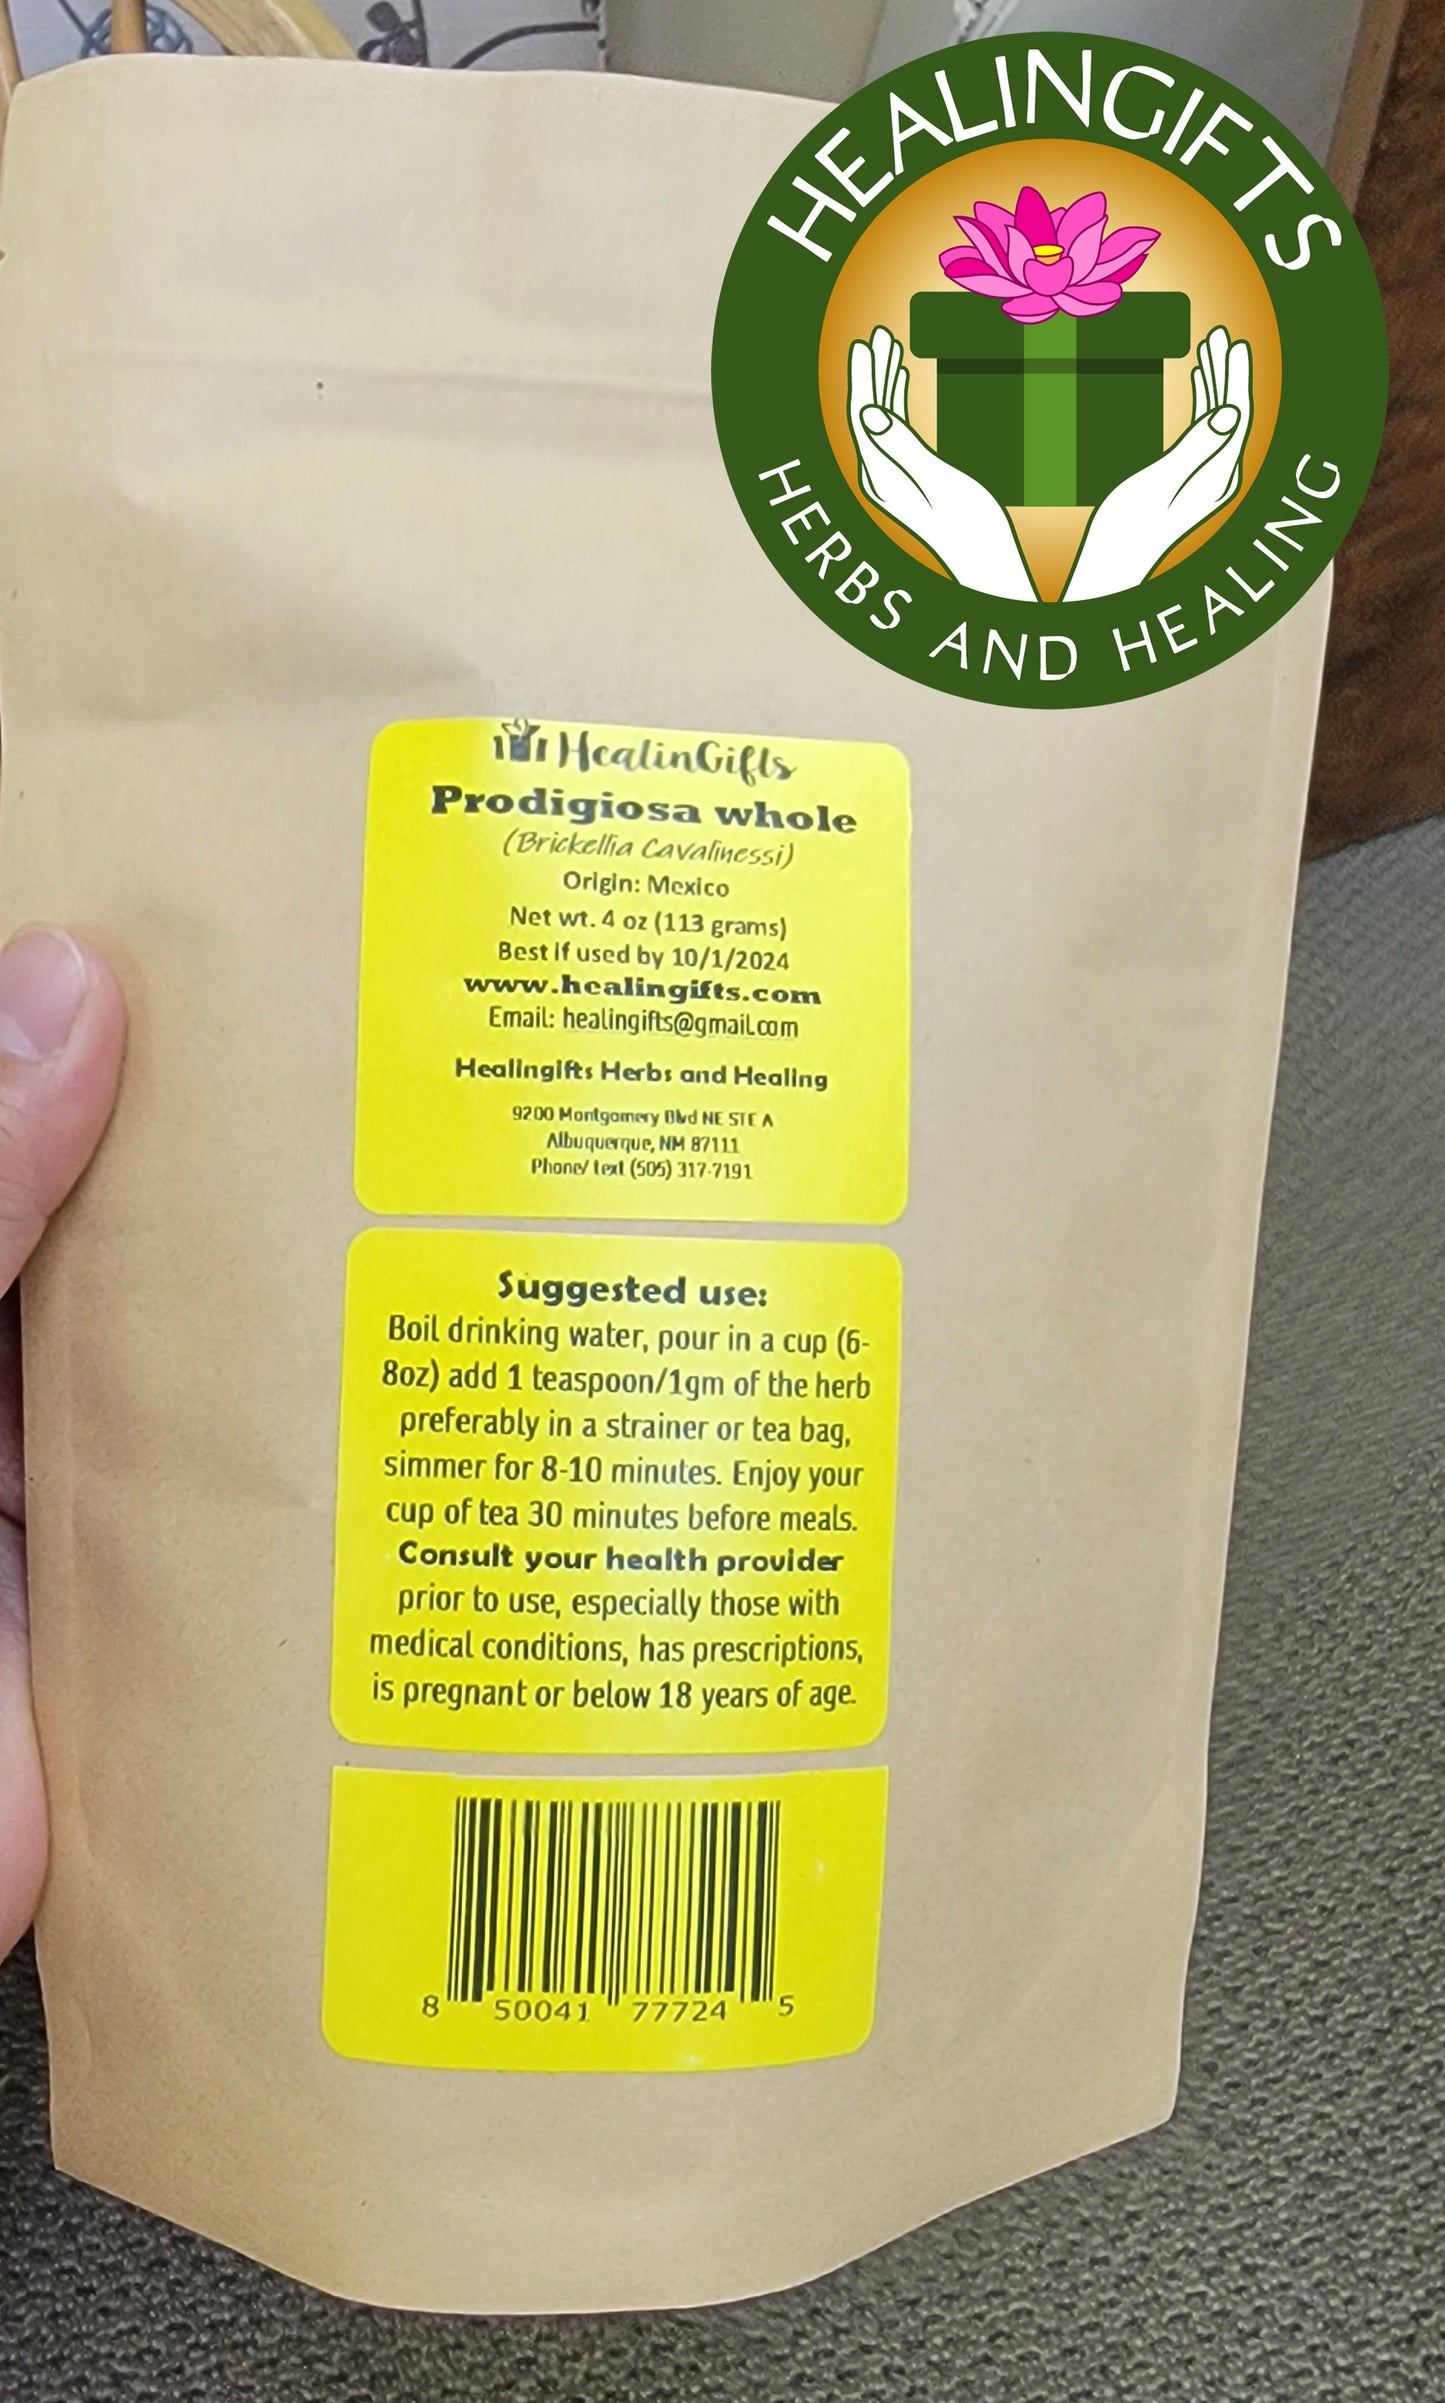 HEALINGIFTS
HERBS AND HEALING
HealinGifts
Prodigiosa whole
(Brickellia Cavalinessi)
Origin: Mexico
Net wt. 4 oz (113 grams)
Best if used by 10/1/2024
www.healingifts.com
Email: healingifts@gmail.com
Healingifts Herbs and Healing
9200 Montgomery Blvd NE STE A
Albuquerque, NM 87111
Phone/ text (505) 317-7191
Suggested use:
Boil drinking water, pour in a cup (6-
8oz) add 1 teaspoon/1gm of the herb
preferably in a strainer or tea bag,
simmer for 8-10 minutes. Enjoy your
cup of tea 30 minutes before meals.
Consult your health provider
prior to use, especially those with
medical conditions, has prescriptions,
is pregnant or below 18 years of age.
8 50041 77724 5